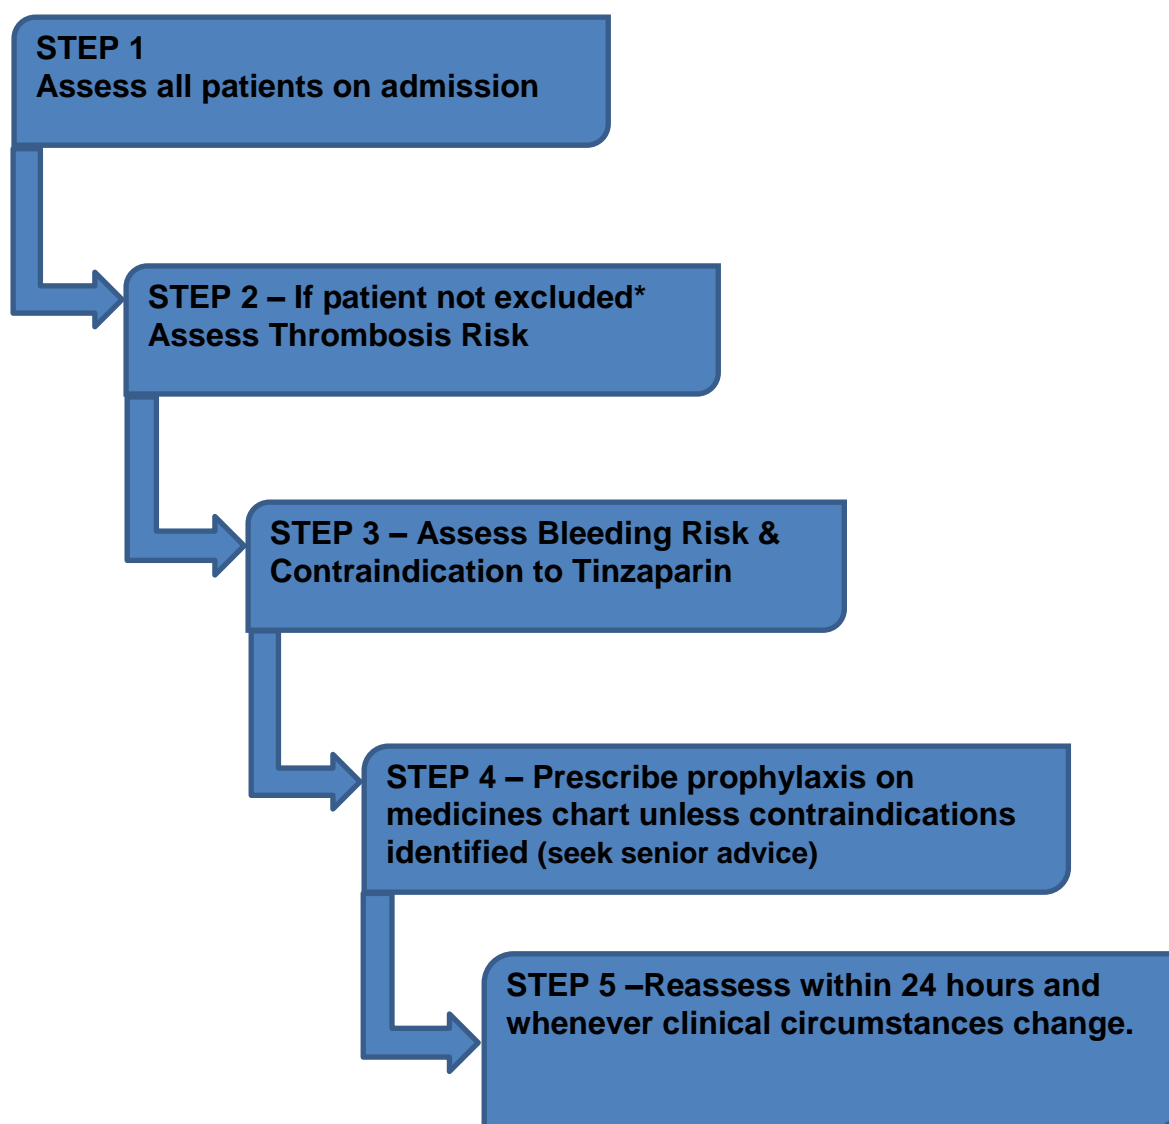 STEP 1
Assess all patients on admission
STEP 2 – If patient not excluded*
Assess Thrombosis Risk
STEP 3 – Assess Bleeding Risk &
Contraindication to Tinzaparin
STEP 4 – Prescribe prophylaxis on
medicines chart unless contraindications
identified (seek senior advice)
STEP 5 –Reassess within 24 hours and
whenever clinical circumstances change.